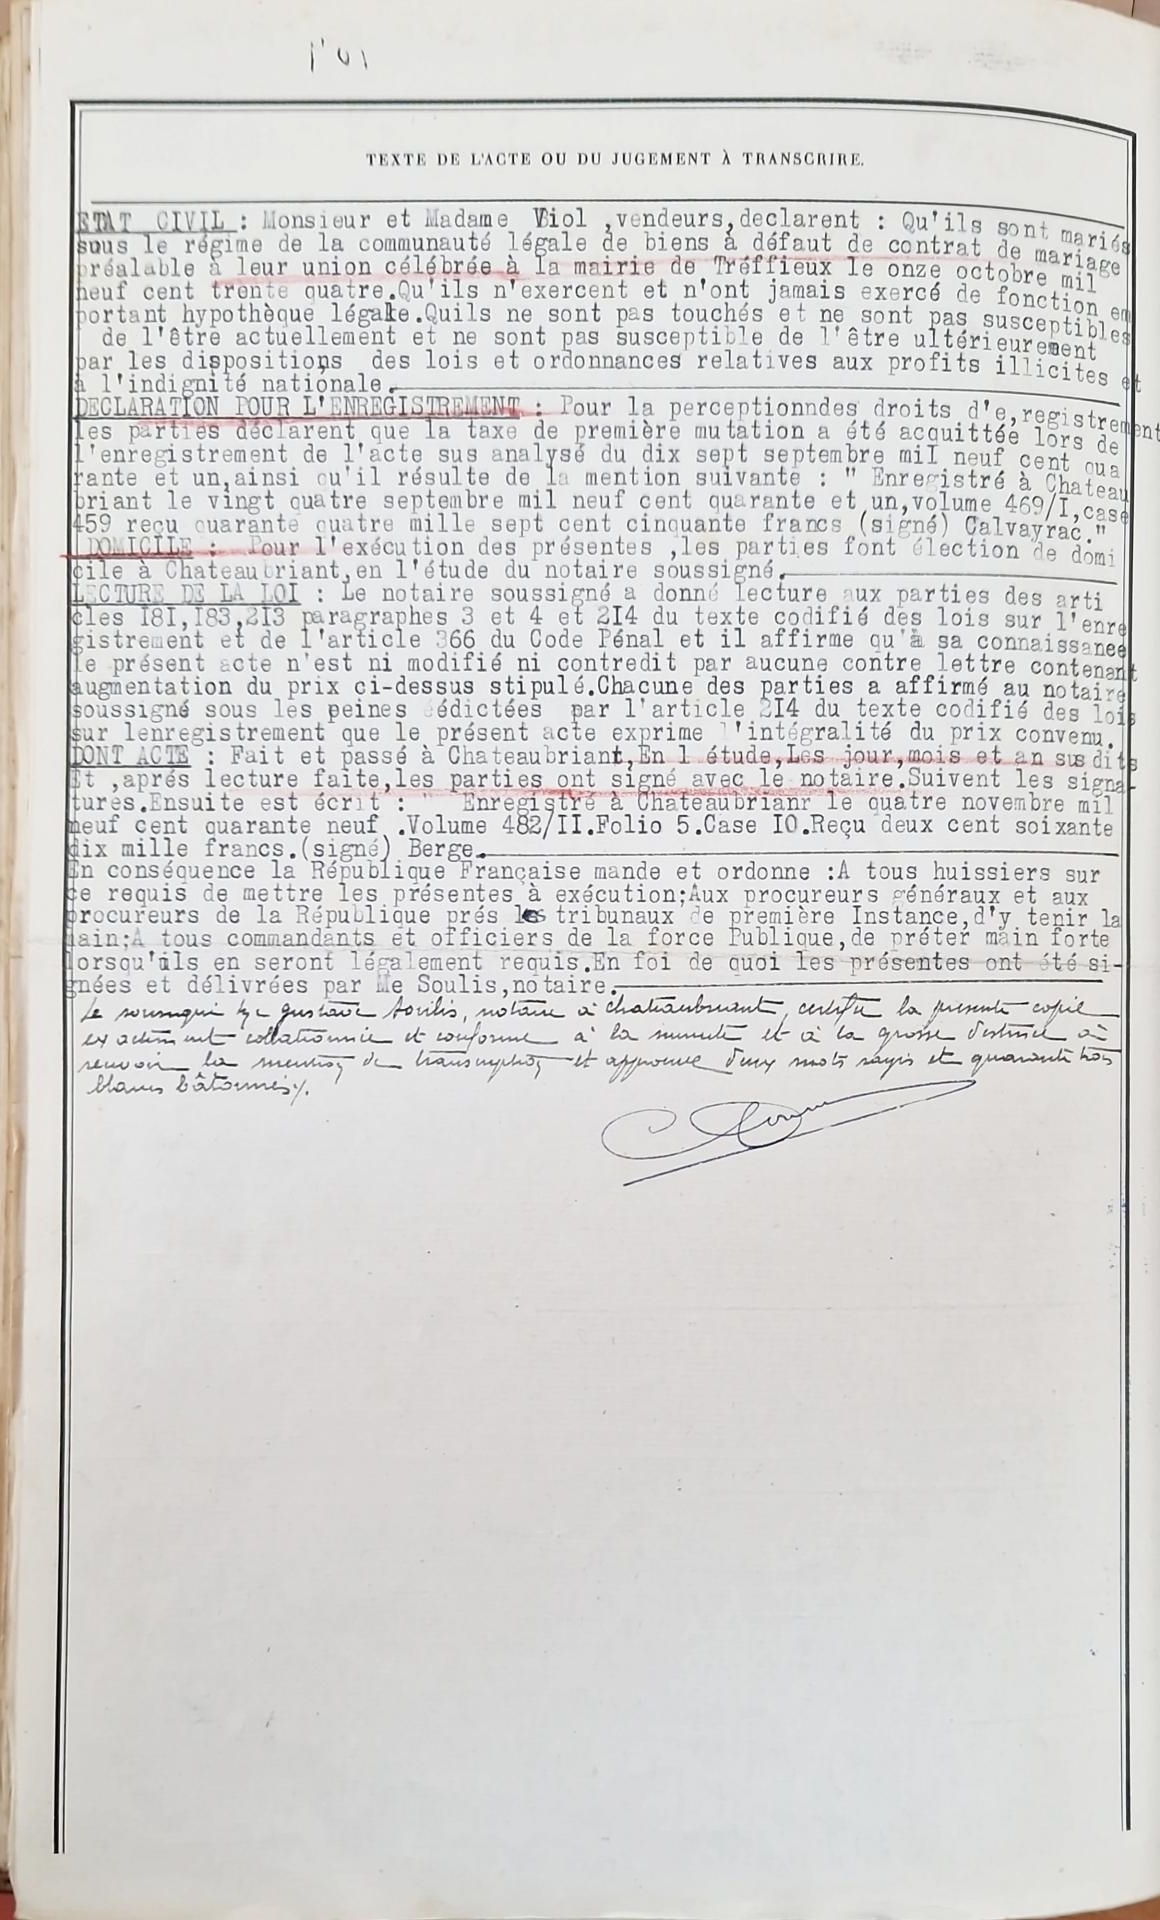 TEXTE DE L'ACTE OU DU JUGEMENT À TRANSCRIRE.
ETAT CIVIL : Monsieur et Madame Viol ,vendeurs,declarent : Qu'ils sont mariés
sous le régime de la communauté légale de biens à défaut de contrat de mariage
préalable à leur union célébrée à la mairie de Tréffieux le onze octobre mil
neuf cent trente quatre.Qu'ils n'exercent et n'ont jamais exercé de fonction em
portant hypothèque légale.Quils ne sont pas touchés et ne sont pas susceptibles
de l'être actuellement et ne sont pas susceptible de l'être ultérieurement
par les dispositions des lois et ordonnances relatives aux profits illicites et
à l'indignité nationale.
DECLARATION POUR L'ENREGISTREMENT : Pour la perceptionndes droits d'e,registrement
les parties déclarent que la taxe de première mutation a été acquittée lors de
l'enregistrement de l'acte sus analysé du dix sept septembre mil neuf cent qua
rante et un,ainsi qu'il résulte de la mention suivante : " Enregistré à Chateau
briant le vingt quatre septembre mil neuf cent quarante et un,volume 469/I,case
459 reçu quarante quatre mille sept cent cinquante francs (signé) Calvayrac."
DOMICILE : Pour l'exécution des présentes ,les parties font élection de domi
cile à Chateaubriant,en l'étude du notaire soussigné.
LECTURE DE LA LOI : Le notaire soussigné a donné lecture aux parties des arti
cles I8I,I83,2I3 paragraphes 3 et 4 et 2I4 du texte codifié des lois sur l'enre
gistrement et de l'article 366 du Code Pénal et il affirme qu'à sa connaissance
le présent acte n'est ni modifié ni contredit par aucune contre lettre contenant
augmentation du prix ci-dessus stipulé.Chacune des parties a affirmé au notaire
soussigné sous les peines édictées par l'article 2I4 du texte codifié des lois
sur lenregistrement que le présent acte exprime l'intégralité du prix convenu.
DONT ACTE : Fait et passé à Chateaubriant,En l étude,Les jour,mois et an sus dits
Et ,aprés lecture faite,les parties ont signé avec le notaire.Suivent les signa-
tures.Ensuite est écrit : " Enregistré à Chateaubrianr le quatre novembre mil
neuf cent quarante neuf .Volume 482/II.Folio 5.Case IO.Reçu deux cent soixante
dix mille francs.(signé) Berge.
En conséquence la République Française mande et ordonne :A tous huissiers sur
ce requis de mettre les présentes à exécution;Aux procureurs généraux et aux
procureurs de la République prés les tribunaux de première Instance,d'y tenir la
main;A tous commandants et officiers de la force Publique,de préter main forte
lorsqu'ils en seront légalement requis.En foi de quoi les présentes ont été si-
gnées et délivrées par Me Soulis,notaire.
Le soussigné Me Gustave Soulis, notaire à Chateaubriant, certifie la présente copie
exactement collationnée et conforme à la minute et à la grosse destinée à
recevoir la mention de transcription et approuve deux mots rayés et quarante trois
blancs bâtonnés /.